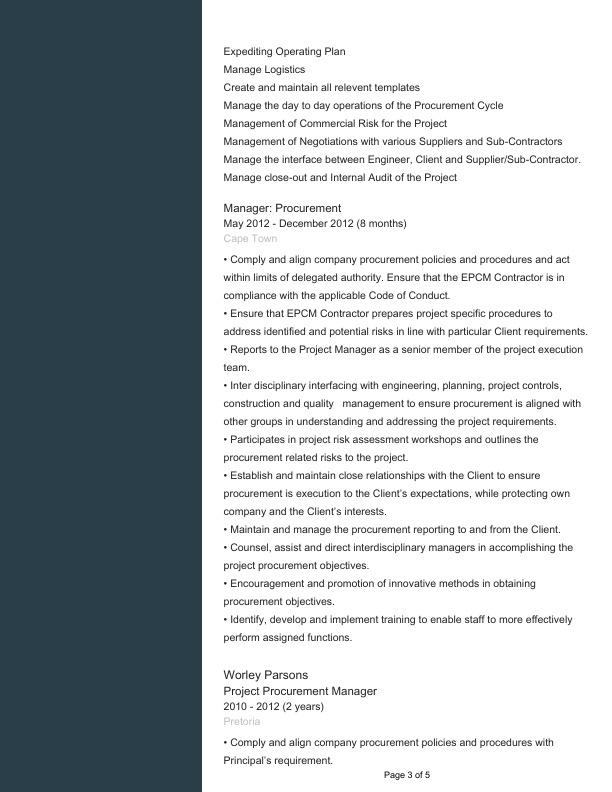 Expediting Operating Plan
Manage Logistics
Create and maintain all relevent templates
Manage the day to day operations of the Procurement Cycle
Management of Commercial Risk for the Project
Management of Negotiations with various Suppliers and Sub-Contractors
Manage the interface between Engineer, Client and Supplier/Sub-Contractor.
Manage close-out and Internal Audit of the Project
Manager: Procurement
May 2012 - December 2012 (8 months)
Cape Town
• Comply and align company procurement policies and procedures and act
within limits of delegated authority. Ensure that the EPCM Contractor is in
compliance with the applicable Code of Conduct.
• Ensure that EPCM Contractor prepares project specific procedures to
address identified and potential risks in line with particular Client requirements.
• Reports to the Project Manager as a senior member of the project execution
team.
• Inter disciplinary interfacing with engineering, planning, project controls,
construction and quality   management to ensure procurement is aligned with
other groups in understanding and addressing the project requirements.
• Participates in project risk assessment workshops and outlines the
procurement related risks to the project.
• Establish and maintain close relationships with the Client to ensure
procurement is execution to the Client’s expectations, while protecting own
company and the Client’s interests.
• Maintain and manage the procurement reporting to and from the Client.
• Counsel, assist and direct interdisciplinary managers in accomplishing the
project procurement objectives.
• Encouragement and promotion of innovative methods in obtaining
procurement objectives.
• Identify, develop and implement training to enable staff to more effectively
perform assigned functions.
Worley Parsons
Project Procurement Manager
2010 - 2012 (2 years)
Pretoria
• Comply and align company procurement policies and procedures with
Principal’s requirement.
Page 3 of 5